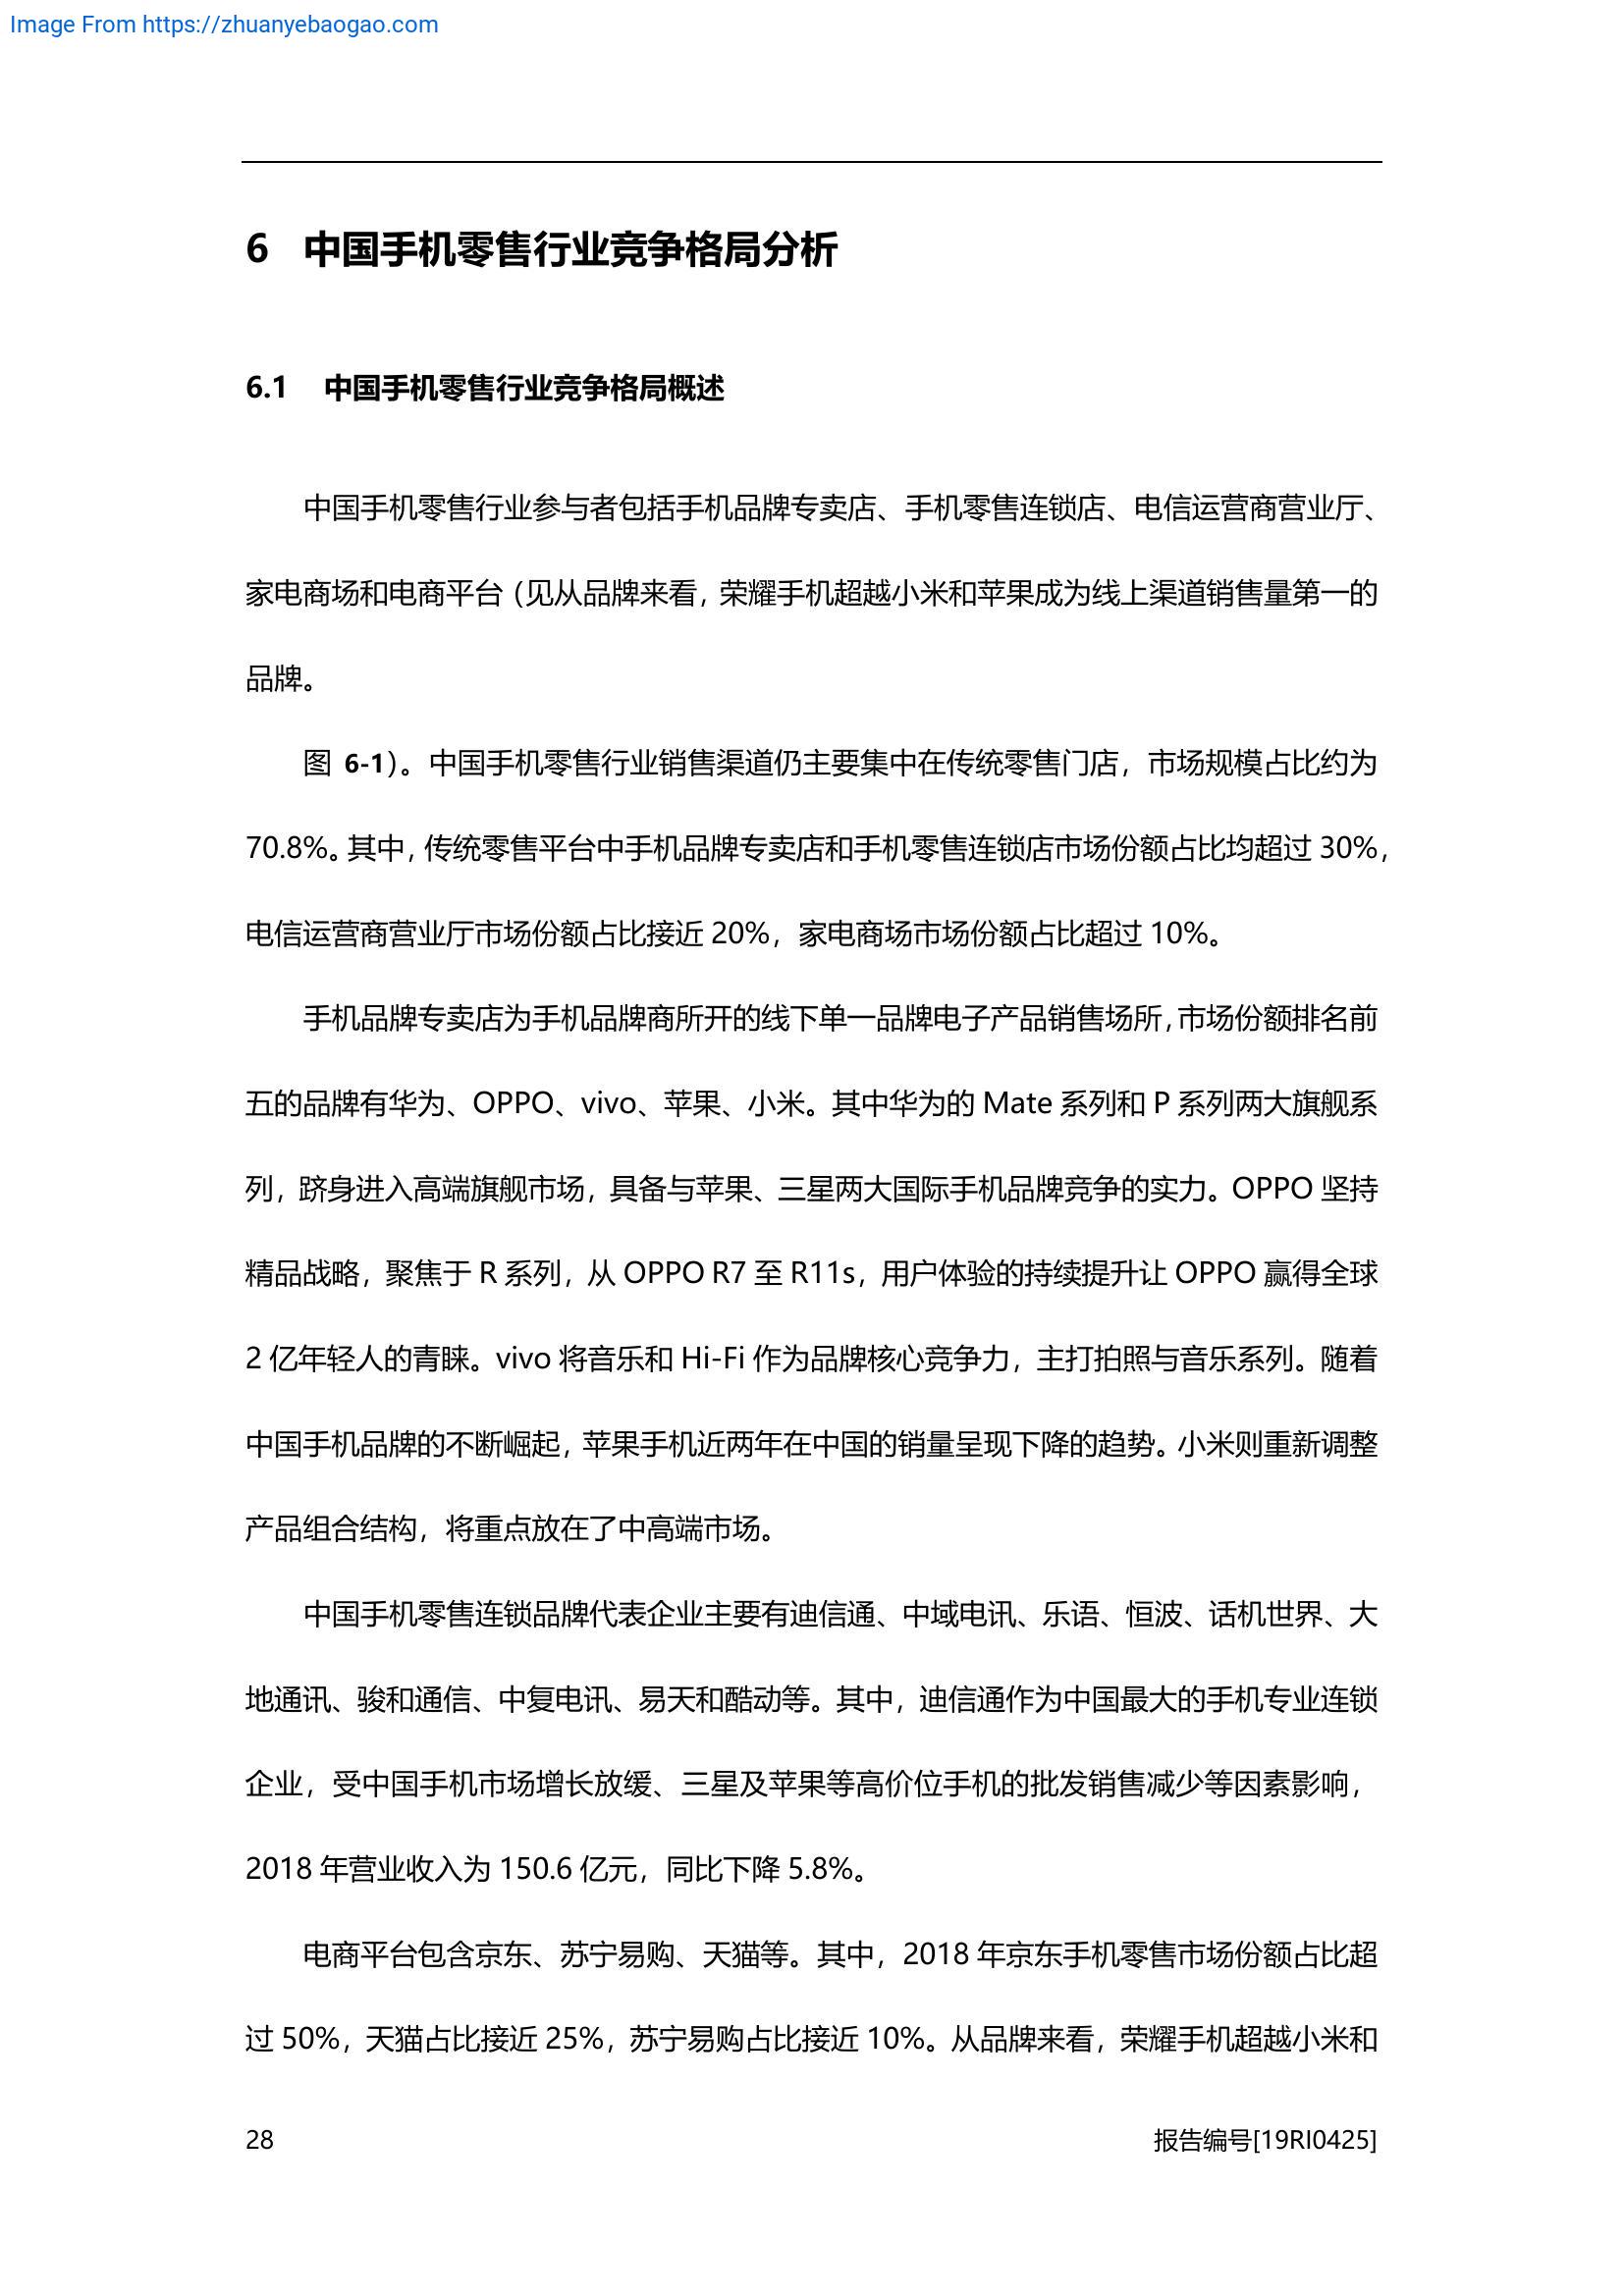 Image From https://zhuanyebaogao.com
6 中国手机零售行业竞争格局分析
6.1 中国手机零售行业竞争格局概述
中国手机零售行业参与者包括手机品牌专卖店、手机零售连锁店、电信运营商营业厅、
家电商场和电商平台（见从品牌来看，荣耀手机超越小米和苹果成为线上渠道销售量第一的
品牌。
图 6-1）。中国手机零售行业销售渠道仍主要集中在传统零售门店，市场规模占比约为
70.8%。其中，传统零售平台中手机品牌专卖店和手机零售连锁店市场份额占比均超过 30%，
电信运营商营业厅市场份额占比接近 20%，家电商场市场份额占比超过 10%。
手机品牌专卖店为手机品牌商所开的线下单一品牌电子产品销售场所，市场份额排名前
五的品牌有华为、OPPO、vivo、苹果、小米。其中华为的 Mate 系列和 P 系列两大旗舰系
列，跻身进入高端旗舰市场，具备与苹果、三星两大国际手机品牌竞争的实力。OPPO 坚持
精品战略，聚焦于 R 系列，从 OPPO R7 至 R11s，用户体验的持续提升让 OPPO 赢得全球
2 亿年轻人的青睐。vivo 将音乐和 Hi-Fi 作为品牌核心竞争力，主打拍照与音乐系列。随着
中国手机品牌的不断崛起，苹果手机近两年在中国的销量呈现下降的趋势。小米则重新调整
产品组合结构，将重点放在了中高端市场。
中国手机零售连锁品牌代表企业主要有迪信通、中域电讯、乐语、恒波、话机世界、大
地通讯、骏和通信、中复电讯、易天和酷动等。其中，迪信通作为中国最大的手机专业连锁
企业，受中国手机市场增长放缓、三星及苹果等高价位手机的批发销售减少等因素影响，
2018 年营业收入为 150.6 亿元，同比下降 5.8%。
电商平台包含京东、苏宁易购、天猫等。其中，2018 年京东手机零售市场份额占比超
过 50%，天猫占比接近 25%，苏宁易购占比接近 10%。从品牌来看，荣耀手机超越小米和
28 报告编号[19RI0425]